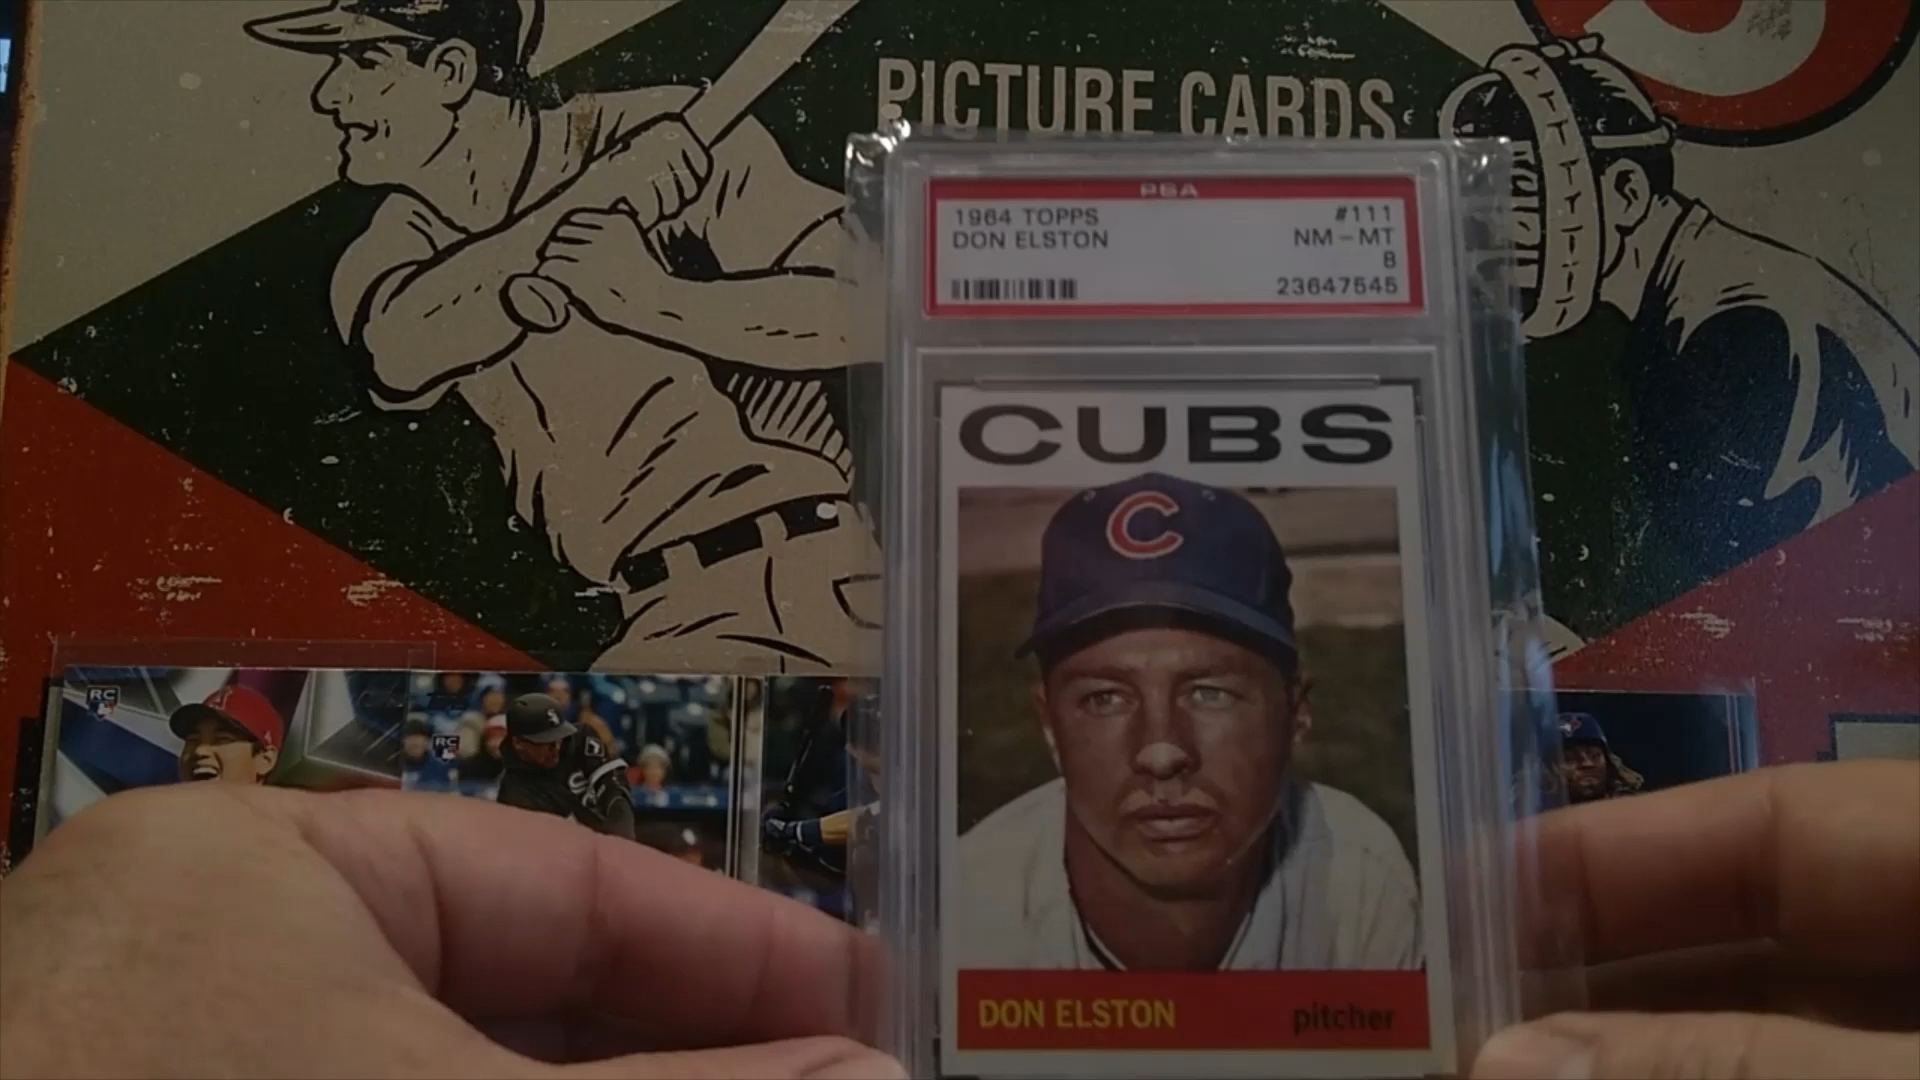 PICTURE CARDS
PSA
1964 TOPPS #111
DON ELSTON NM-MT
8
23647545
CUBS
C
DON ELSTON pitcher
RC
RC